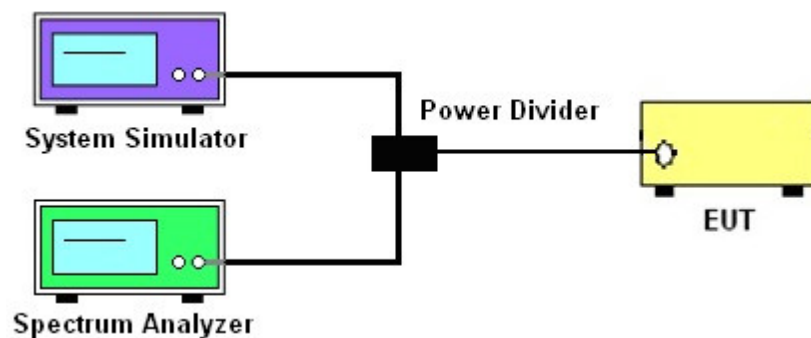 System Simulator
Power Divider
EUT
Spectrum Analyzer